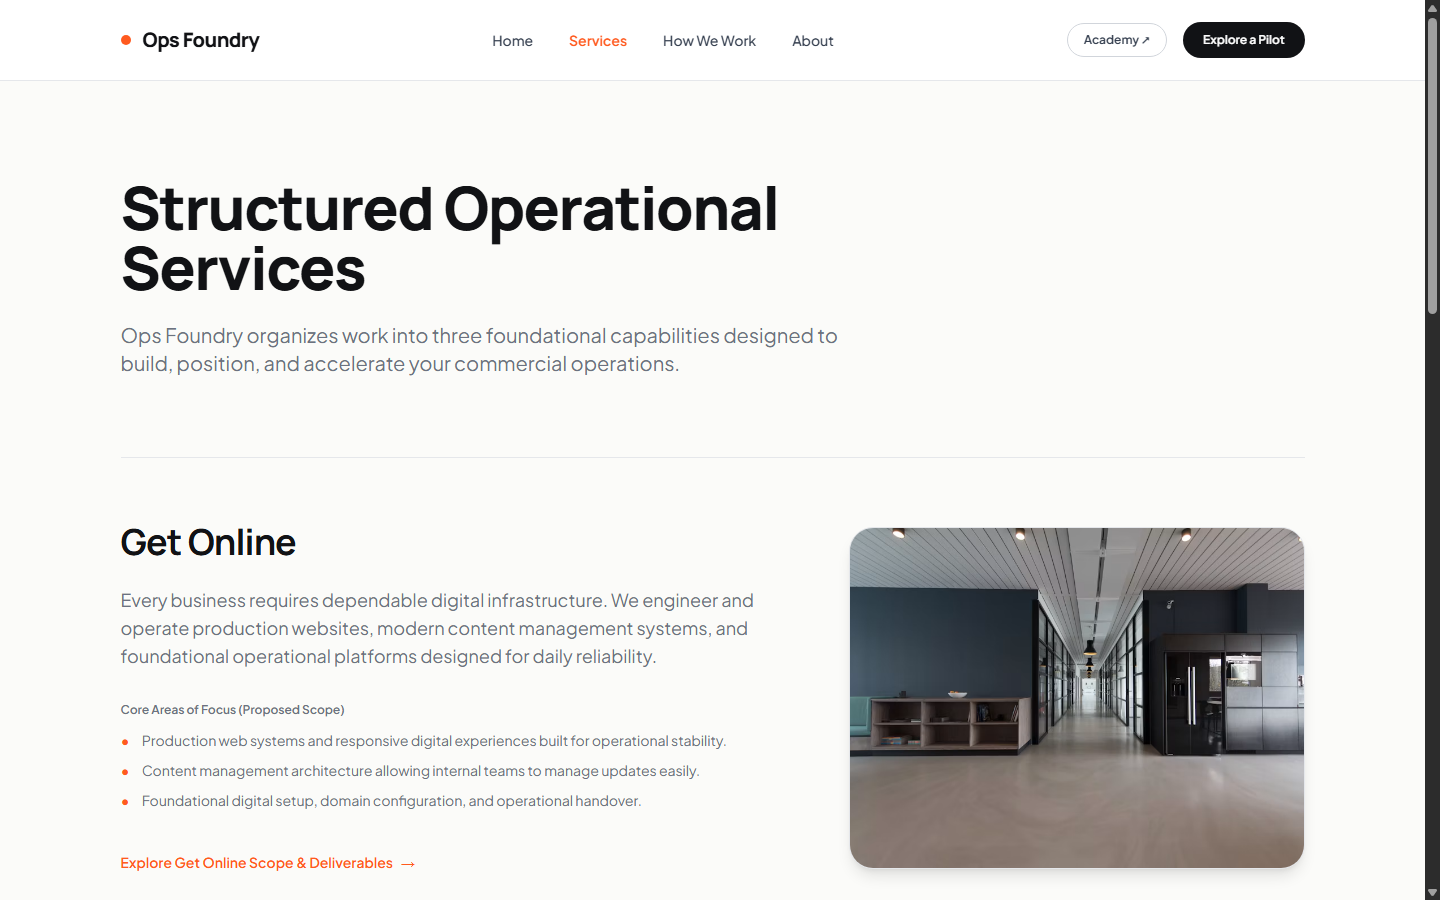 Ops Foundry
Home
Services
How We Work
About
Academy ↗
Explore a Pilot
Structured Operational
Services
Ops Foundry organizes work into three foundational capabilities designed to
build, position, and accelerate your commercial operations.
Get Online
Every business requires dependable digital infrastructure. We engineer and
operate production websites, modern content management systems, and
foundational operational platforms designed for daily reliability.
Core Areas of Focus (Proposed Scope)
Production web systems and responsive digital experiences built for operational stability.
Content management architecture allowing internal teams to manage updates easily.
Foundational digital setup, domain configuration, and operational handover.
Explore Get Online Scope & Deliverables →